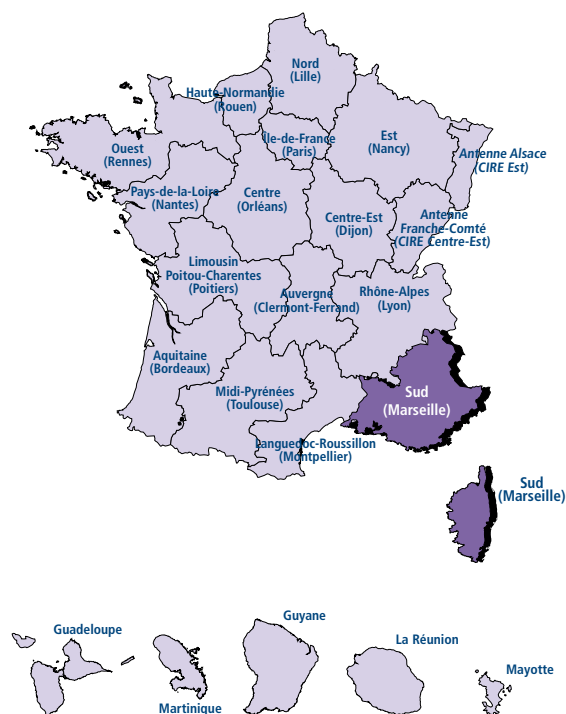 Nord
(Lille)
Haute-Normandie
(Rouen)
Île-de-France
(Paris)
Est
(Nancy)
Ouest
(Rennes)
Antenne Alsace
(CIRE Est)
Pays-de-la-Loire
(Nantes)
Centre
(Orléans)
Centre-Est
(Dijon)
Antenne
Franche-Comté
(CIRE Centre-Est)
Limousin
Poitou-Charentes
(Poitiers)
Auvergne
(Clermont-Ferrand)
Rhône-Alpes
(Lyon)
Aquitaine
(Bordeaux)
Midi-Pyrénées
(Toulouse)
Sud
(Marseille)
Languedoc-Roussillon
(Montpellier)
Sud
(Marseille)
Guadeloupe
Martinique
Guyane
La Réunion
Mayotte